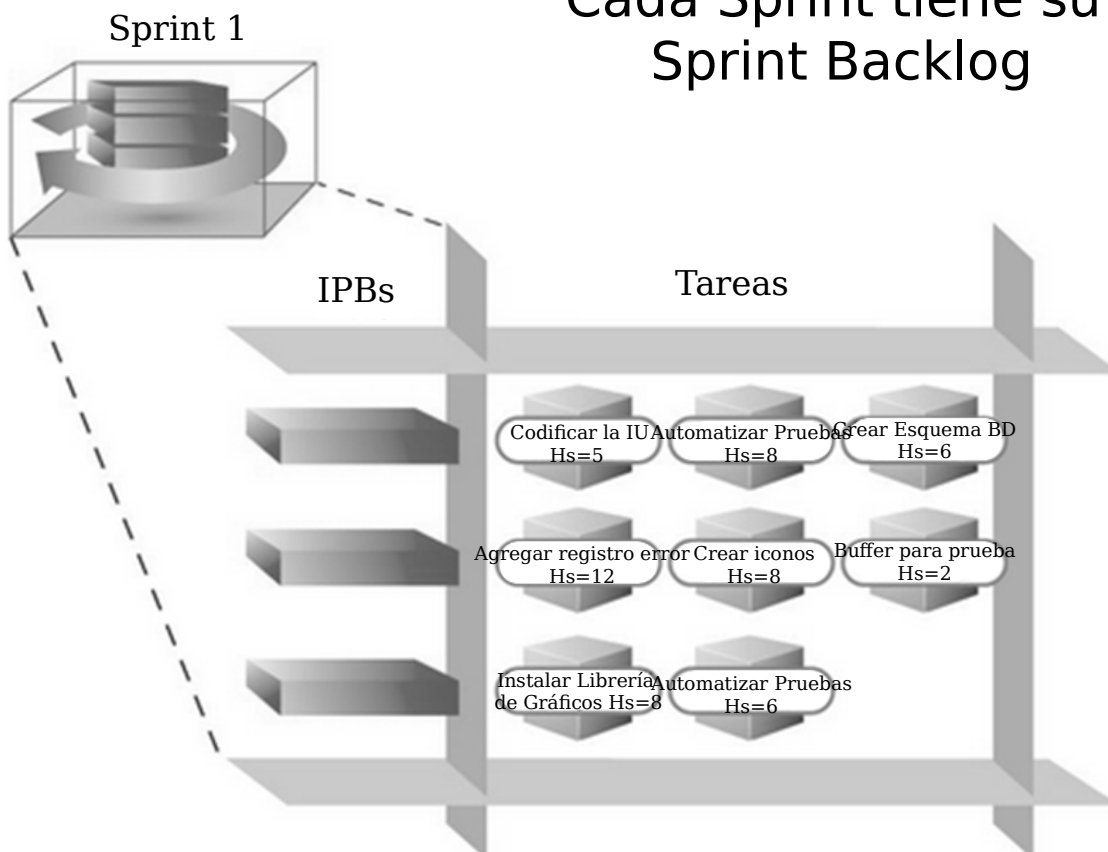 Cada Sprint tiene su
Sprint Backlog
Sprint 1
IPBs
Tareas
Codificar la IU
Hs=5
Automatizar Pruebas
Hs=8
Crear Esquema BD
Hs=6
Agregar registro error
Hs=12
Crear iconos
Hs=8
Buffer para prueba
Hs=2
Instalar Librería
de Gráficos Hs=8
Automatizar Pruebas
Hs=6